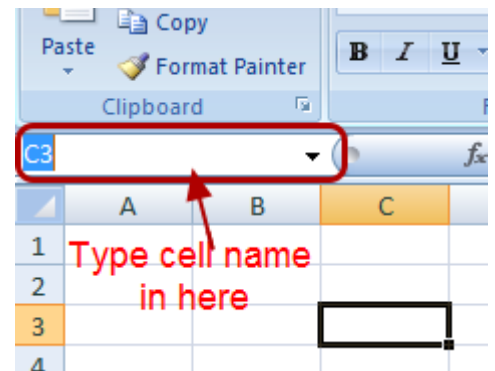 Copy
Paste
Format Painter
B I U
Clipboard
C3
fx
A B C
1
Type cell name
2
in here
3
4